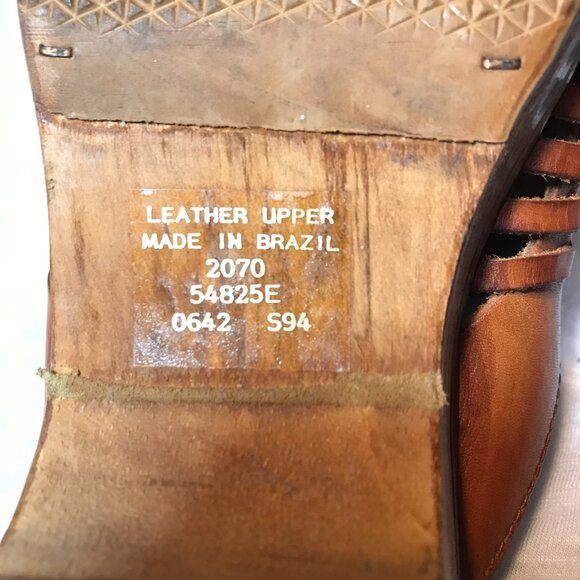 LEATHER UPPER
MADE IN BRAZIL
2070
54825E
0642 S94